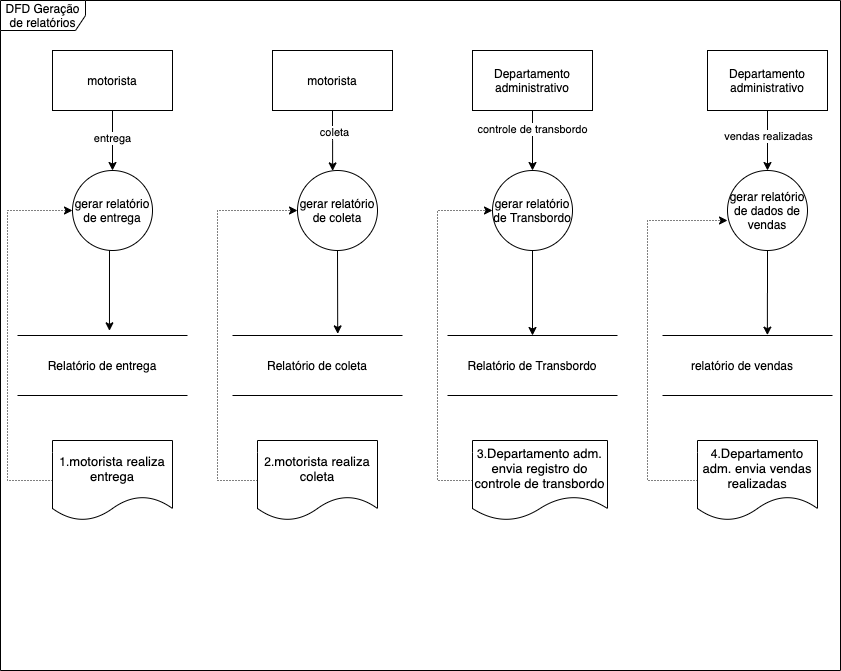 DFD Geração
de relatórios
motorista
motorista
Departamento
administrativo
Departamento
administrativo
entrega
coleta
controle de transbordo
vendas realizadas
gerar relatório
de entrega
gerar relatório
de coleta
gerar relatório
de Transbordo
gerar relatório
de dados de
vendas
Relatório de entrega
Relatório de coleta
Relatório de Transbordo
relatório de vendas
1.motorista realiza
entrega
2.motorista realiza
coleta
3.Departamento adm.
envia registro do
controle de transbordo
4.Departamento
adm. envia vendas
realizadas